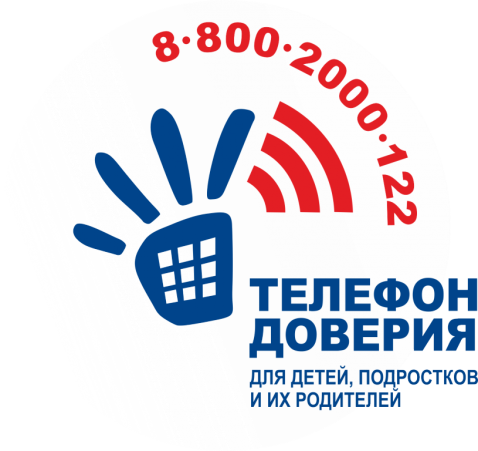 8·800·2000·122
ТЕЛЕФОН
ДОВЕРИЯ
ДЛЯ ДЕТЕЙ, ПОДРОСТКОВ
И ИХ РОДИТЕЛЕЙ